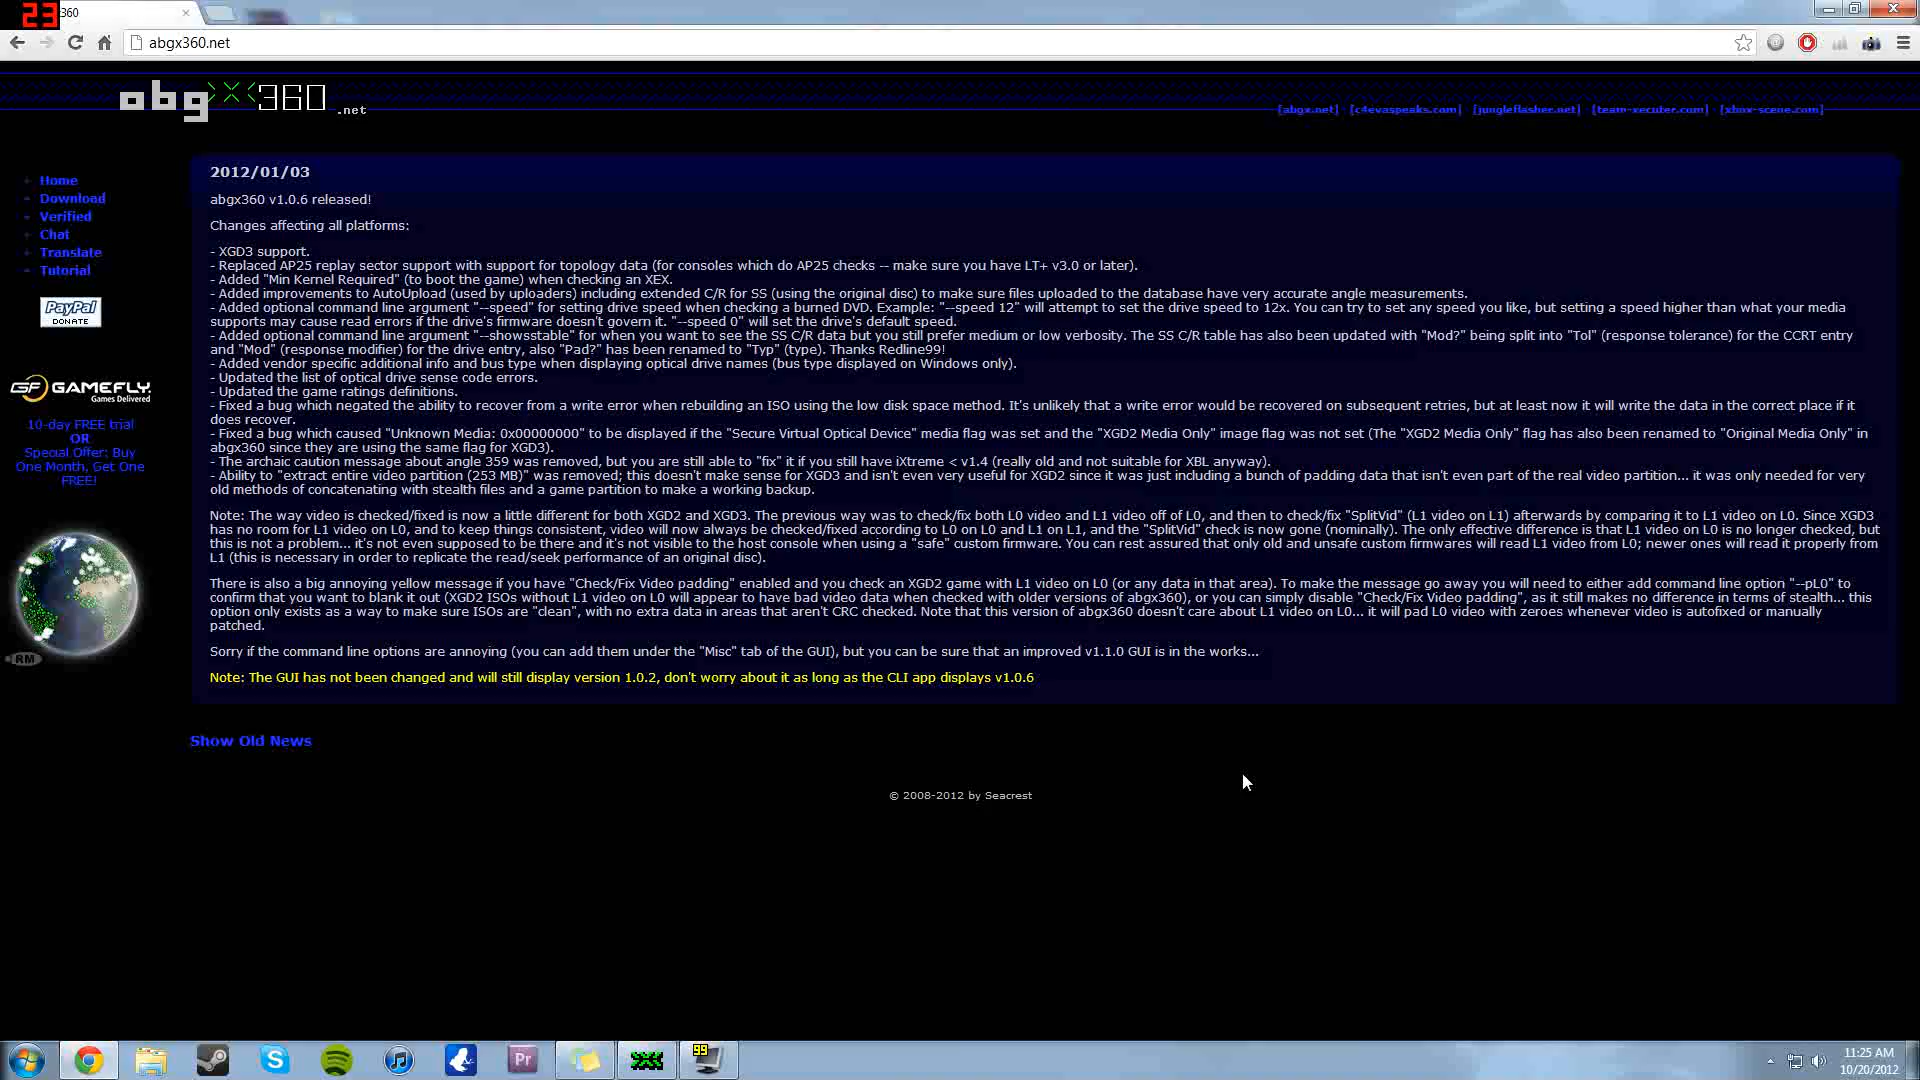 23
360
abgx360.net
abgx360 .net
[abgx.net] [c4evaspeaks.com] [jungleflasher.net] [team-xecuter.com] [xbox-scene.com]
Home
Download
Verified
Chat
Translate
Tutorial
PayPal
DONATE
GF GAMEFLY
Games Delivered
10-day FREE trial
OR
Special Offer: Buy
One Month, Get One
FREE!
RM
2012/01/03
abgx360 v1.0.6 released!
Changes affecting all platforms:
- XGD3 support.
- Replaced AP25 replay sector support with support for topology data (for consoles which do AP25 checks -- make sure you have LT+ v3.0 or later).
- Added "Min Kernel Required" (to boot the game) when checking an XEX.
- Added improvements to AutoUpload (used by uploaders) including extended C/R for SS (using the original disc) to make sure files uploaded to the database have very accurate angle measurements.
- Added optional command line argument "--speed" for setting drive speed when checking a burned DVD. Example: "--speed 12" will attempt to set the drive speed to 12x. You can try to set any speed you like, but setting a speed higher than what your media
supports may cause read errors if the drive's firmware doesn't govern it. "--speed 0" will set the drive's default speed.
- Added optional command line argument "--showsstable" for when you want to see the SS C/R data but you still prefer medium or low verbosity. The SS C/R table has also been updated with "Mod?" being split into "Tol" (response tolerance) for the CCRT entry
and "Mod" (response modifier) for the drive entry, also "Pad?" has been renamed to "Typ" (type). Thanks Redline99!
- Added vendor specific additional info and bus type when displaying optical drive names (bus type displayed on Windows only).
- Updated the list of optical drive sense code errors.
- Updated the game ratings definitions.
- Fixed a bug which negated the ability to recover from a write error when rebuilding an ISO using the low disk space method. It's unlikely that a write error would be recovered on subsequent retries, but at least now it will write the data in the correct place if it
does recover.
- Fixed a bug which caused "Unknown Media: 0x00000000" to be displayed if the "Secure Virtual Optical Device" media flag was set and the "XGD2 Media Only" image flag was not set (The "XGD2 Media Only" flag has also been renamed to "Original Media Only" in
abgx360 since they are using the same flag for XGD3).
- The archaic caution message about angle 359 was removed, but you are still able to "fix" it if you still have iXtreme < v1.4 (really old and not suitable for XBL anyway).
- Ability to "extract entire video partition (253 MB)" was removed; this doesn't make sense for XGD3 and isn't even very useful for XGD2 since it was just including a bunch of padding data that isn't even part of the real video partition... it was only needed for very
old methods of concatenating with stealth files and a game partition to make a working backup.
Note: The way video is checked/fixed is now a little different for both XGD2 and XGD3. The previous way was to check/fix both L0 video and L1 video off of L0, and then to check/fix "SplitVid" (L1 video on L1) afterwards by comparing it to L1 video on L0. Since XGD3
has no room for L1 video on L0, and to keep things consistent, video will now always be checked/fixed according to L0 on L0 and L1 on L1, and the "SplitVid" check is now gone (nominally). The only effective difference is that L1 video on L0 is no longer checked, but
this is not a problem... it's not even supposed to be there and it's not visible to the host console when using a "safe" custom firmware. You can rest assured that only old and unsafe custom firmwares will read L1 video from L0; newer ones will read it properly from
L1 (this is necessary in order to replicate the read/seek performance of an original disc).
There is also a big annoying yellow message if you have "Check/Fix Video padding" enabled and you check an XGD2 game with L1 video on L0 (or any data in that area). To make the message go away you will need to either add command line option "--pL0" to
confirm that you want to blank it out (XGD2 ISOs without L1 video on L0 will appear to have bad video data when checked with older versions of abgx360), or you can simply disable "Check/Fix Video padding", as it still makes no difference in terms of stealth... this
option only exists as a way to make sure ISOs are "clean", with no extra data in areas that aren't CRC checked. Note that this version of abgx360 doesn't care about L1 video on L0... it will pad L0 video with zeroes whenever video is autofixed or manually
patched.
Sorry if the command line options are annoying (you can add them under the "Misc" tab of the GUI), but you can be sure that an improved v1.1.0 GUI is in the works...
Note: The GUI has not been changed and will still display version 1.0.2, don't worry about it as long as the CLI app displays v1.0.6
Show Old News
© 2008-2012 by Seacrest
Pr
99
11:25 AM
10/20/2012